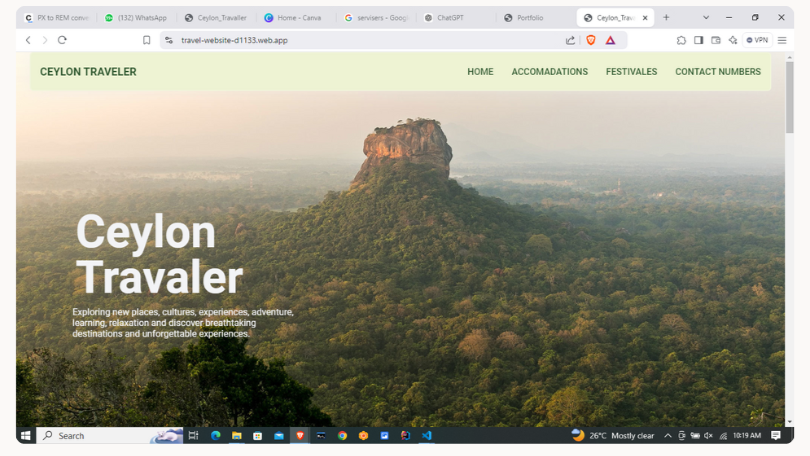 PX to REM conve
(132) WhatsApp
Ceylon_Travaller
Home - Canva
servisers - Goog
ChatGPT
Portfolio
Ceylon_Trav
travel-website-d1133.web.app
VPN
CEYLON TRAVELER
HOME
ACCOMADATIONS
FESTIVALES
CONTACT NUMBERS
Ceylon
Travaler
Exploring new places, cultures, experiences, adventure,
learning, relaxation and discover breathtaking
destinations and unforgettable experiences.
Search
26°C Mostly clear
10:19 AM